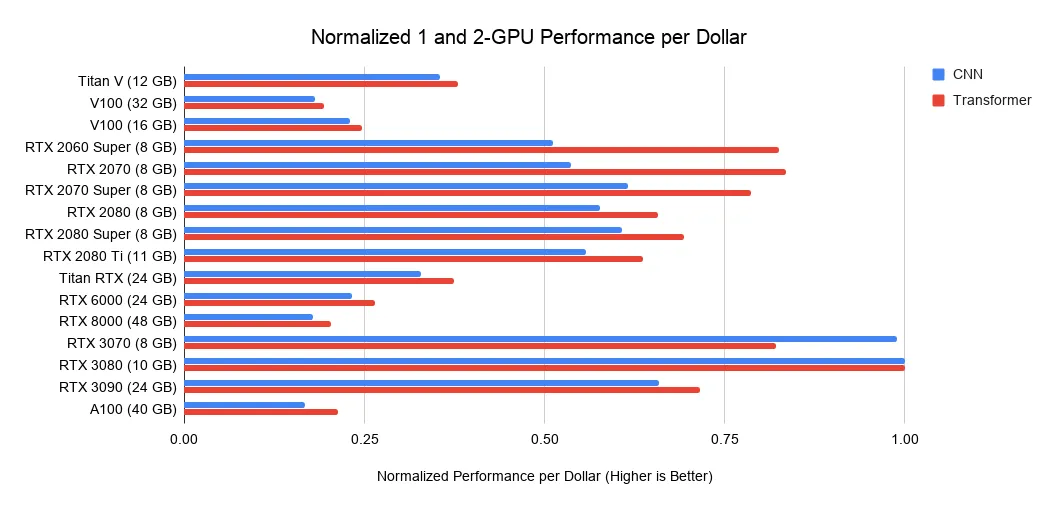 Normalized 1 and 2-GPU Performance per Dollar
CNN
Transformer
Titan V (12 GB)
V100 (32 GB)
V100 (16 GB)
RTX 2060 Super (8 GB)
RTX 2070 (8 GB)
RTX 2070 Super (8 GB)
RTX 2080 (8 GB)
RTX 2080 Super (8 GB)
RTX 2080 Ti (11 GB)
Titan RTX (24 GB)
RTX 6000 (24 GB)
RTX 8000 (48 GB)
RTX 3070 (8 GB)
RTX 3080 (10 GB)
RTX 3090 (24 GB)
A100 (40 GB)
0.00 0.25 0.50 0.75 1.00
Normalized Performance per Dollar (Higher is Better)